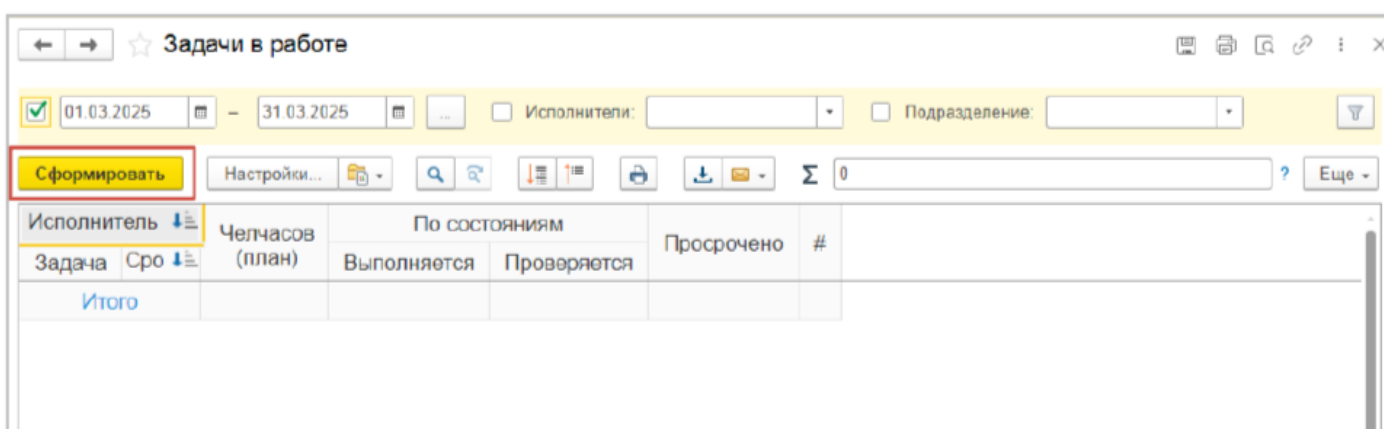 Задачи в работе
01.03.2025 – 31.03.2025 ... Исполнители: Подразделение:
Сформировать Настройки... Σ 0 ? Еще
Исполнитель Челчасов (план) По состояниям Просрочено #
Задача Сро Выполняется Проверяется
Итого